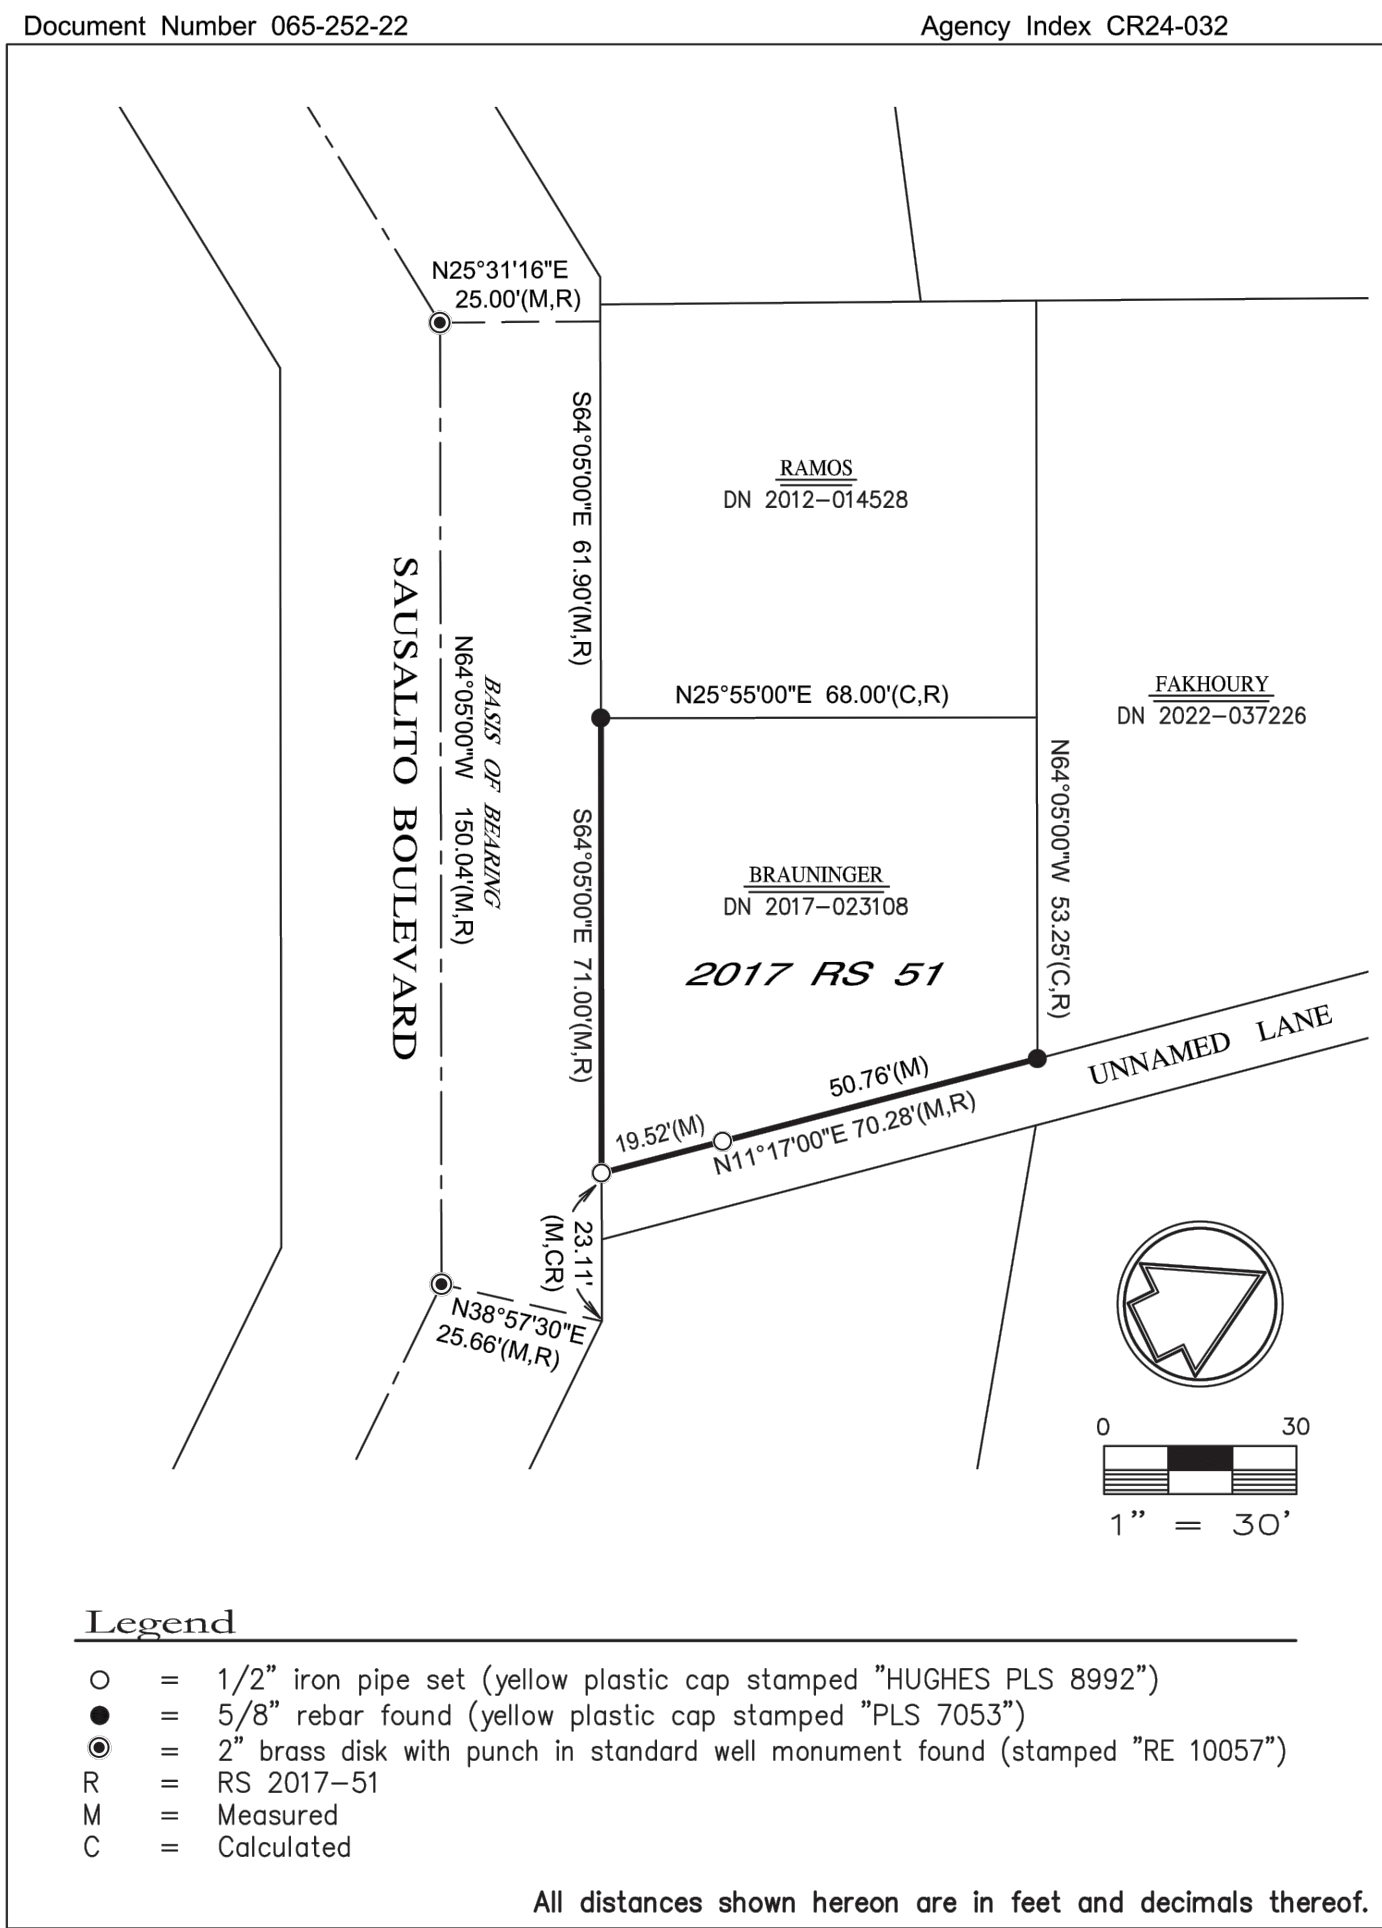 Document Number 065-252-22
Agency Index CR24-032
N25°31'16"E
25.00'(M,R)
S64°05'00"E 61.90'(M,R)
RAMOS
DN 2012-014528
SAUSALITO BOULEVARD
N64°05'00"W 150.04'(M,R)
BASIS OF BEARING
N25°55'00"E 68.00'(C,R)
FAKHOURY
DN 2022-037226
S64°05'00"E 71.00'(M,R)
BRAUNINGER
DN 2017-023108
2017 RS 51
N64°05'00"W 53.25'(C,R)
UNNAMED LANE
50.76'(M)
19.52'(M)
N11°17'00"E 70.28'(M,R)
23.11'
(M,CR)
N38°57'30"E
25.66'(M,R)
0 30
1" = 30'
Legend
= 1/2" iron pipe set (yellow plastic cap stamped "HUGHES PLS 8992")
= 5/8" rebar found (yellow plastic cap stamped "PLS 7053")
= 2" brass disk with punch in standard well monument found (stamped "RE 10057")
R = RS 2017-51
M = Measured
C = Calculated
All distances shown hereon are in feet and decimals thereof.